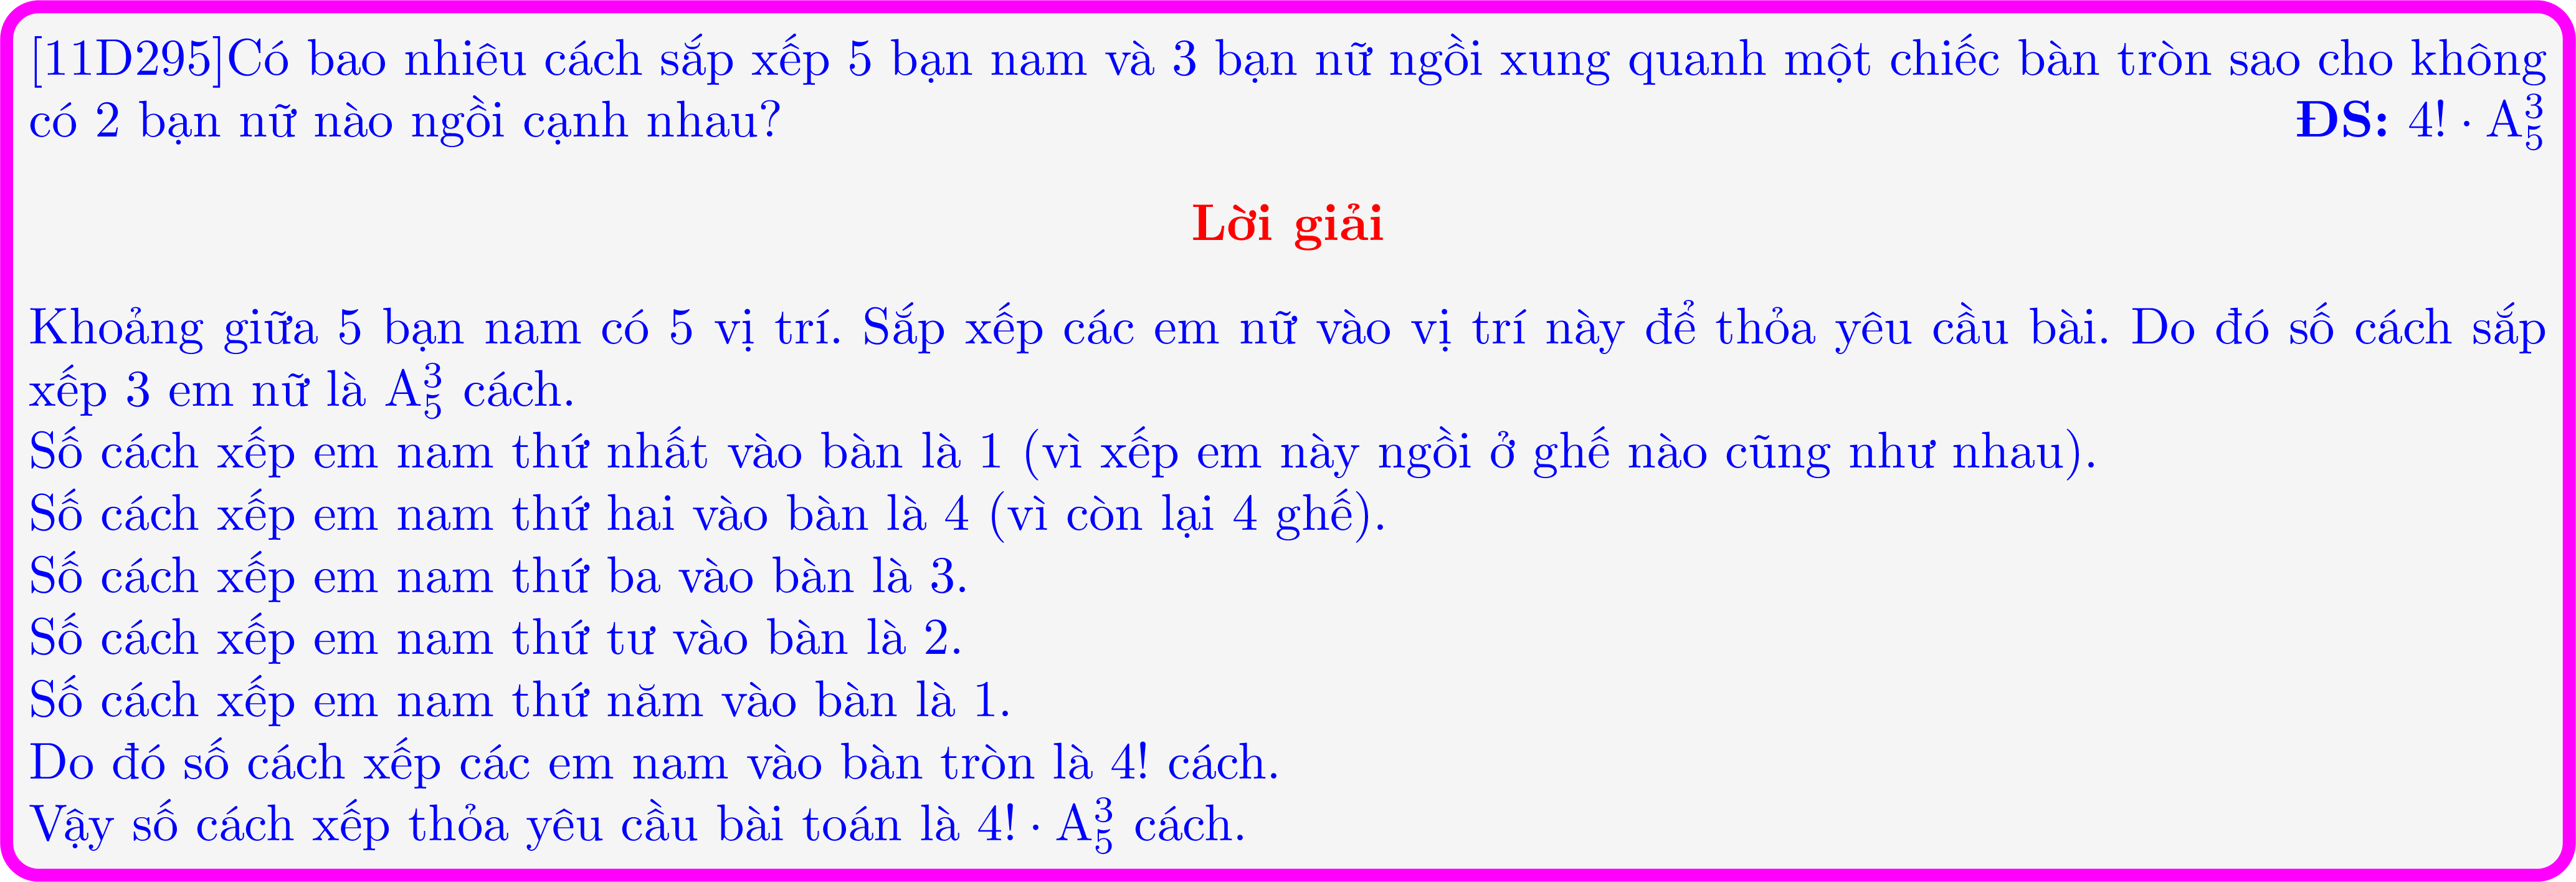 [11D295]Có bao nhiêu cách sắp xếp 5 bạn nam và 3 bạn nữ ngồi xung quanh một chiếc bàn tròn sao cho không
có 2 bạn nữ nào ngồi cạnh nhau? ĐS: $4! \cdot \mathrm{A}_5^3$
Lời giải
Khoảng giữa 5 bạn nam có 5 vị trí. Sắp xếp các em nữ vào vị trí này để thỏa yêu cầu bài. Do đó số cách sắp
xếp 3 em nữ là $\mathrm{A}_5^3$ cách.
Số cách xếp em nam thứ nhất vào bàn là 1 (vì xếp em này ngồi ở ghế nào cũng như nhau).
Số cách xếp em nam thứ hai vào bàn là 4 (vì còn lại 4 ghế).
Số cách xếp em nam thứ ba vào bàn là 3.
Số cách xếp em nam thứ tư vào bàn là 2.
Số cách xếp em nam thứ năm vào bàn là 1.
Do đó số cách xếp các em nam vào bàn tròn là 4! cách.
Vậy số cách xếp thỏa yêu cầu bài toán là $4! \cdot \mathrm{A}_5^3$ cách.